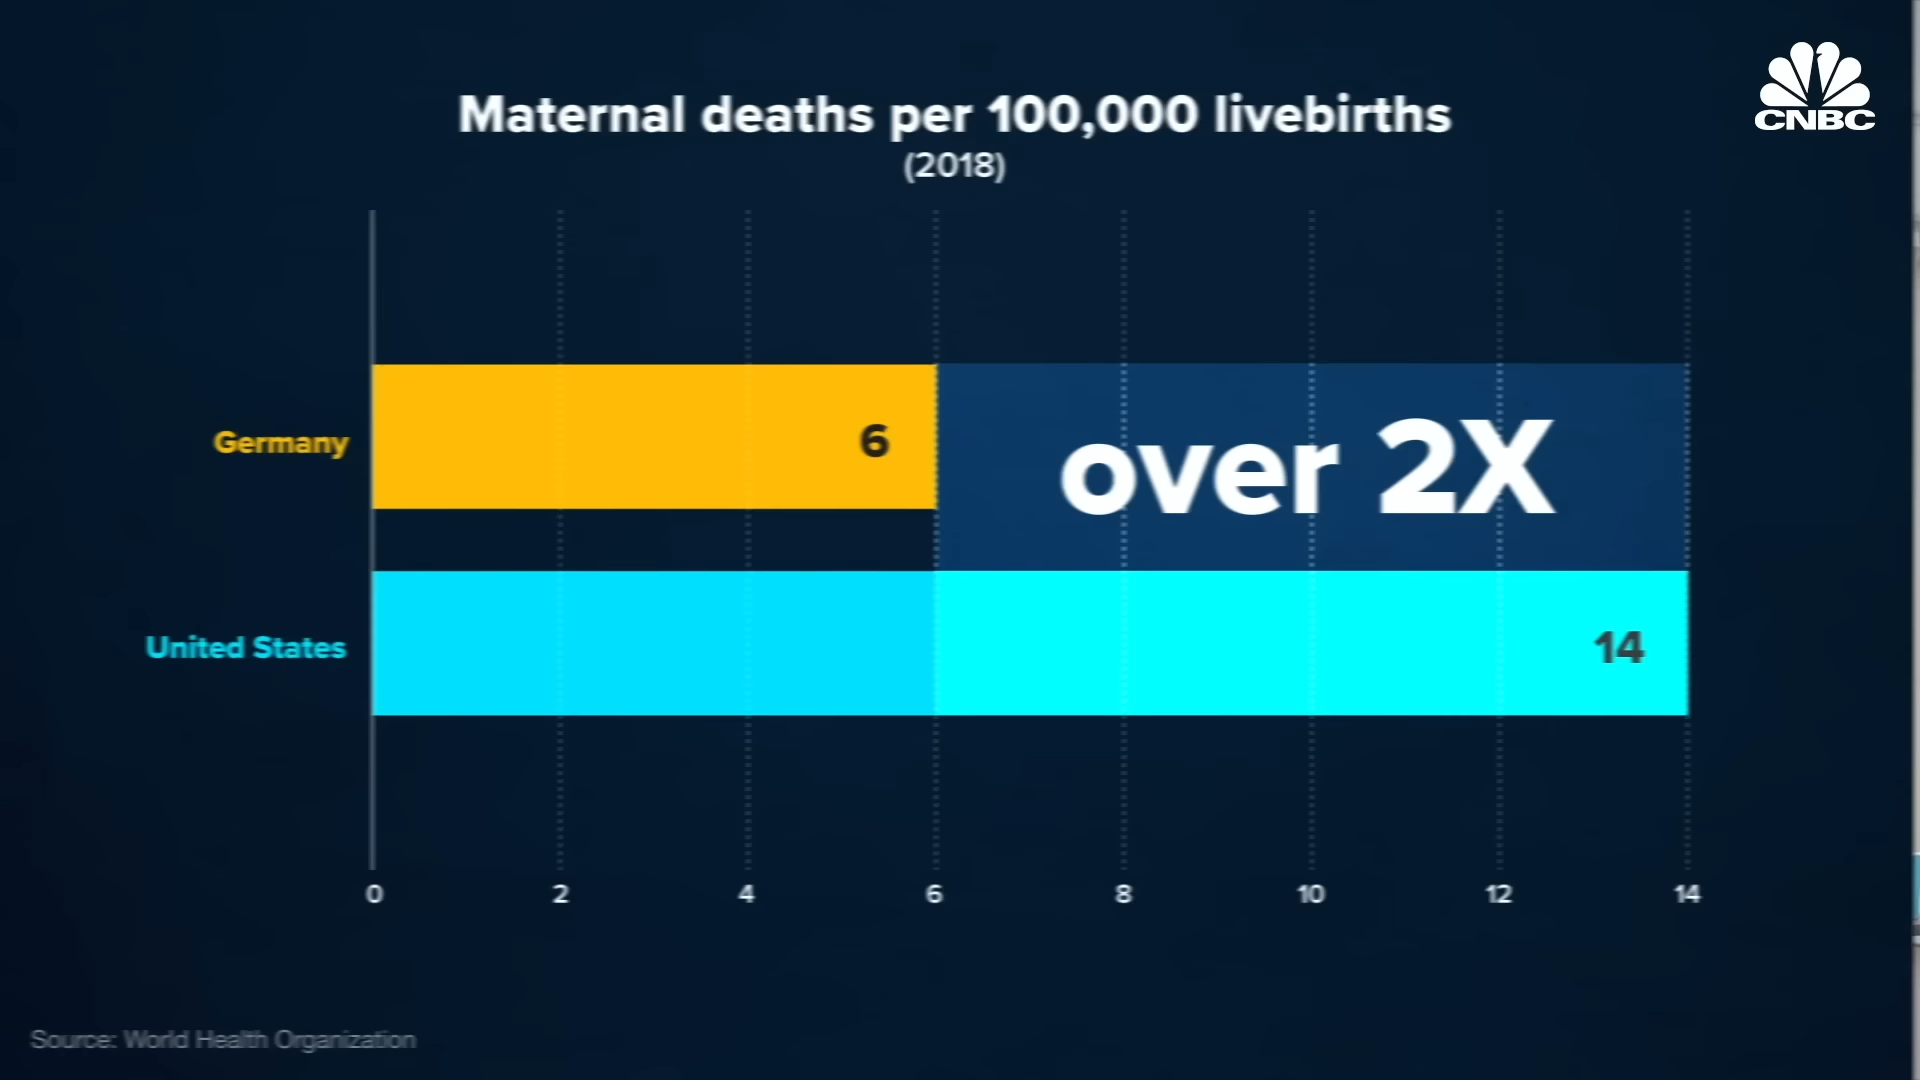 CNBC
Maternal deaths per 100,000 livebirths
(2018)
Germany
6
over 2X
United States
14
0 2 4 6 8 10 12 14
Source: World Health Organization